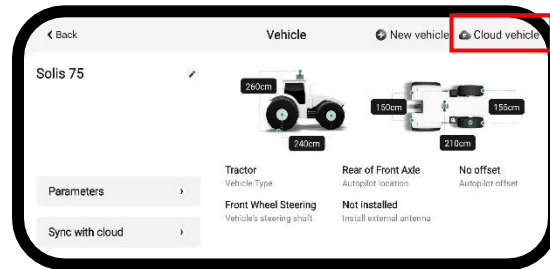 Back
Vehicle
New vehicle
Cloud vehicle
Solis 75
260cm
240cm
150cm
155cm
210cm
Tractor
Vehicle Type
Rear of Front Axle
Autopilot location
No offset
Autopilot offset
Front Wheel Steering
Vehicle's steering shaft
Not installed
Install external antenna
Parameters
Sync with cloud